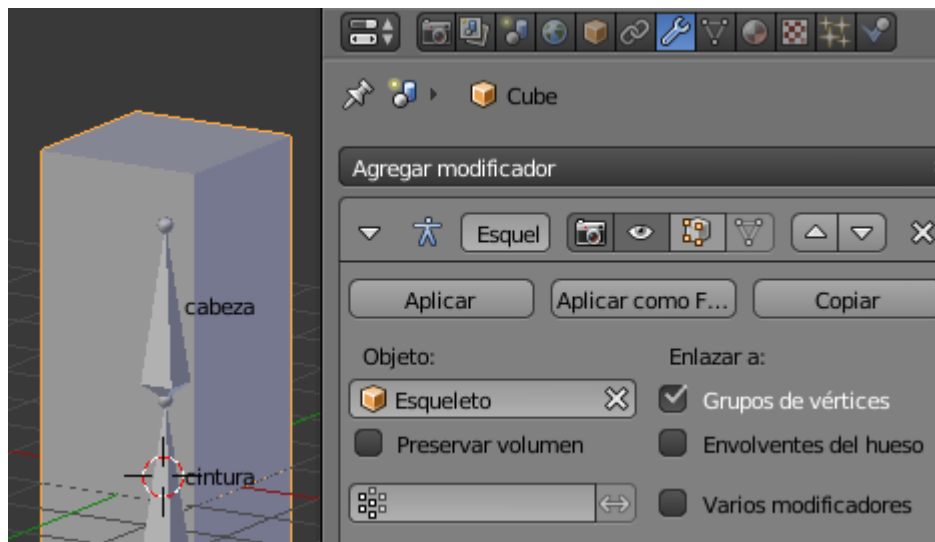 Cube
Agregar modificador
Esquel
Aplicar
Aplicar como F...
Copiar
Objeto:
Enlazar a:
Esqueleto
Grupos de vértices
Preservar volumen
Envolventes del hueso
Varios modificadores
cabeza
cintura